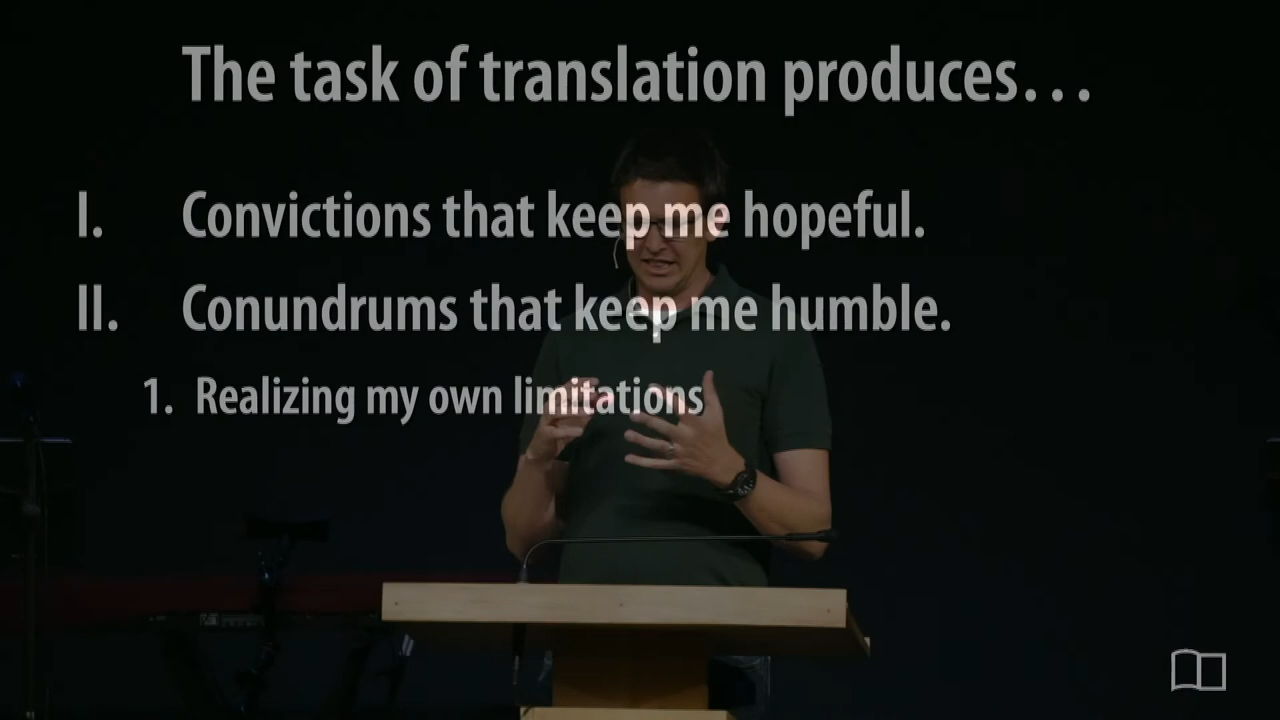 The task of translation produces…
I. Convictions that keep me hopeful.
II. Conundrums that keep me humble.
1. Realizing my own limitations